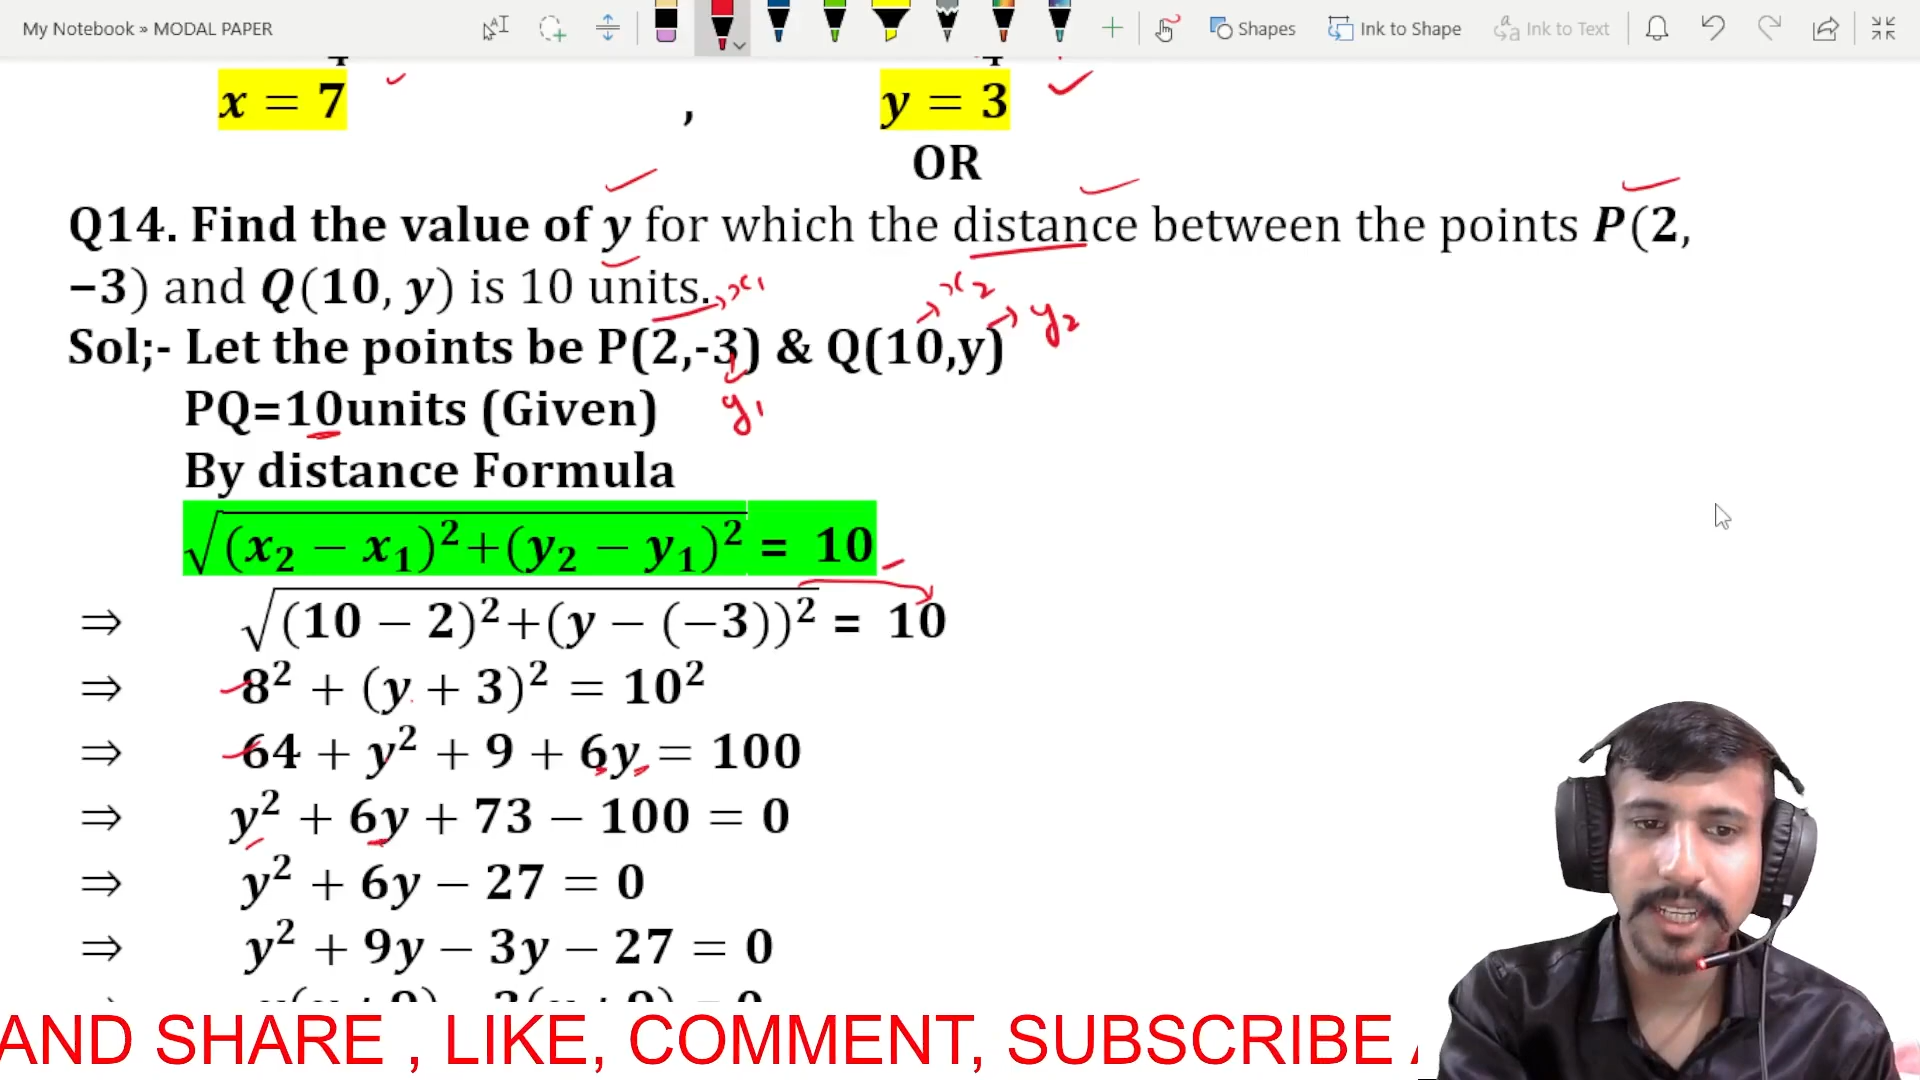 My Notebook » MODAL PAPER Shapes Ink to Shape Ink to Text
x = 7 , y = 3
OR
Q14. Find the value of y for which the distance between the points P(2,
−3) and Q(10, y) is 10 units.
x₁ x₂ y₂
Sol;- Let the points be P(2,-3) & Q(10,y)
PQ=10units (Given) y₁
By distance Formula
√(x₂ − x₁)²+(y₂ − y₁)² = 10
⇒ √(10 − 2)²+(y − (−3))² = 10
⇒ 8² + (y + 3)² = 10²
⇒ 64 + y² + 9 + 6y = 100
⇒ y² + 6y + 73 − 100 = 0
⇒ y² + 6y − 27 = 0
⇒ y² + 9y − 3y − 27 = 0
AND SHARE , LIKE, COMMENT, SUBSCRIBE